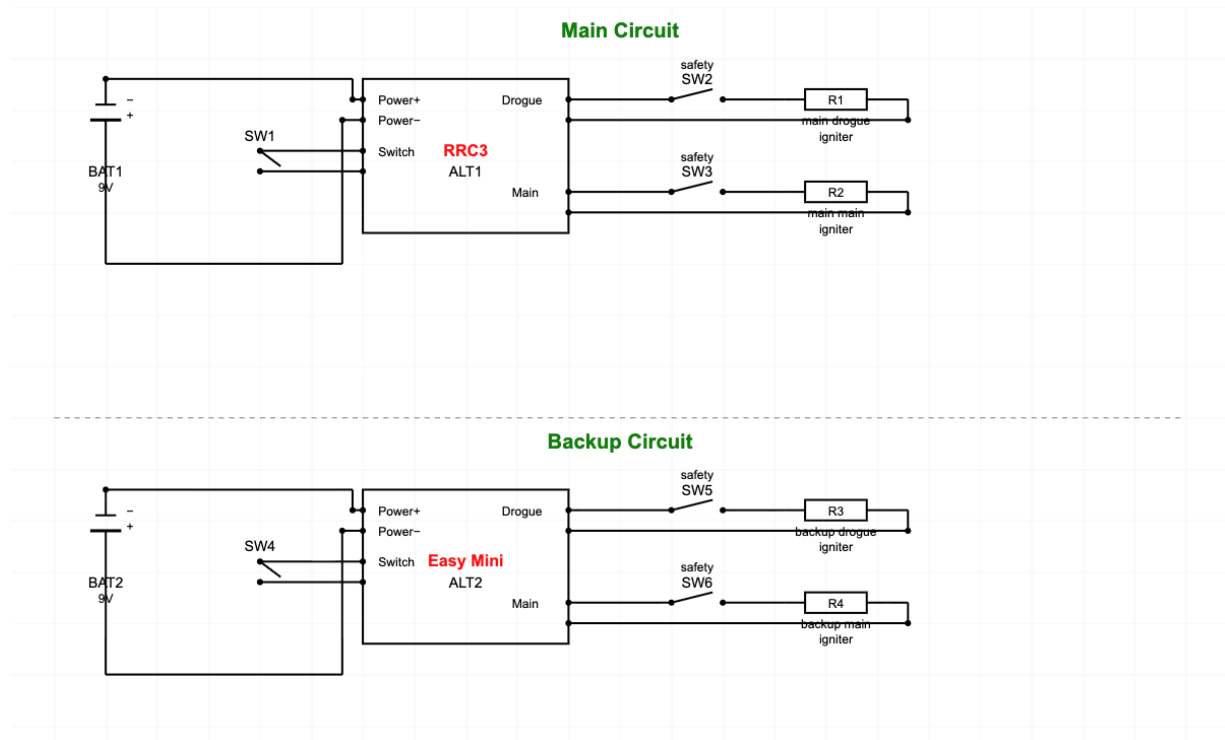 Main Circuit
safety
SW2
−
+
Power+
Drogue
R1
Power−
main drogue
igniter
SW1
Switch
RRC3
safety
SW3
BAT1
ALT1
9V
Main
R2
main main
igniter
Backup Circuit
safety
SW5
−
+
Power+
Drogue
R3
Power−
backup drogue
igniter
SW4
Switch
Easy Mini
safety
SW6
BAT2
ALT2
9V
Main
R4
backup main
igniter